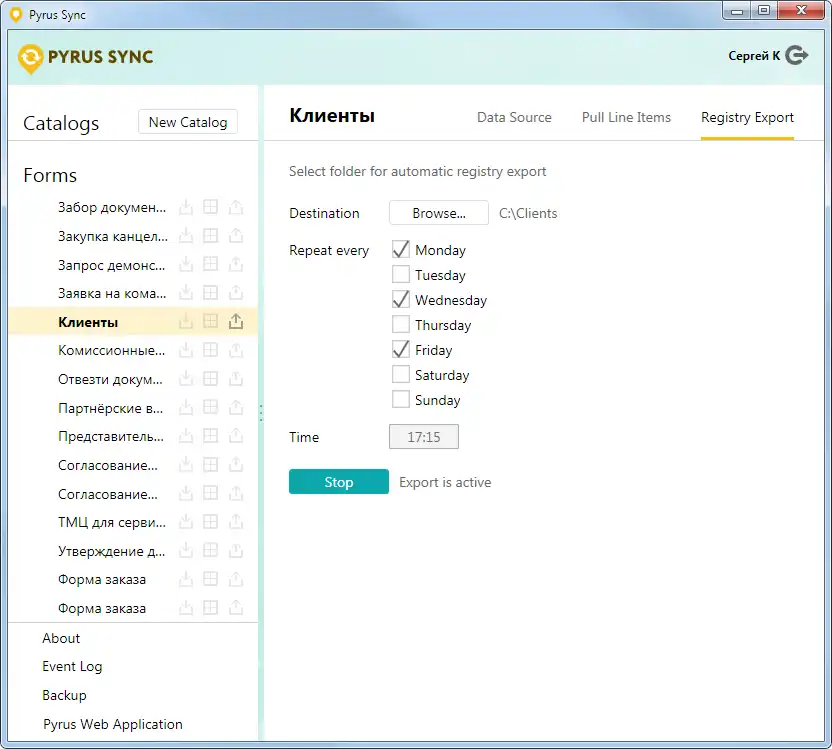 Pyrus Sync
PYRUS SYNC
Сергей К
Catalogs
New Catalog
Forms
Забор докумен...
Закупка канцел...
Запрос демонс...
Заявка на кома...
Клиенты
Комиссионные...
Отвезти докум...
Партнёрские в...
Представитель...
Согласование...
Согласование...
ТМЦ для серви...
Утверждение д...
Форма заказа
Форма заказа
About
Event Log
Backup
Pyrus Web Application
Клиенты
Data Source
Pull Line Items
Registry Export
Select folder for automatic registry export
Destination
Browse...
C:\Clients
Repeat every
Monday
Tuesday
Wednesday
Thursday
Friday
Saturday
Sunday
Time
17:15
Stop
Export is active